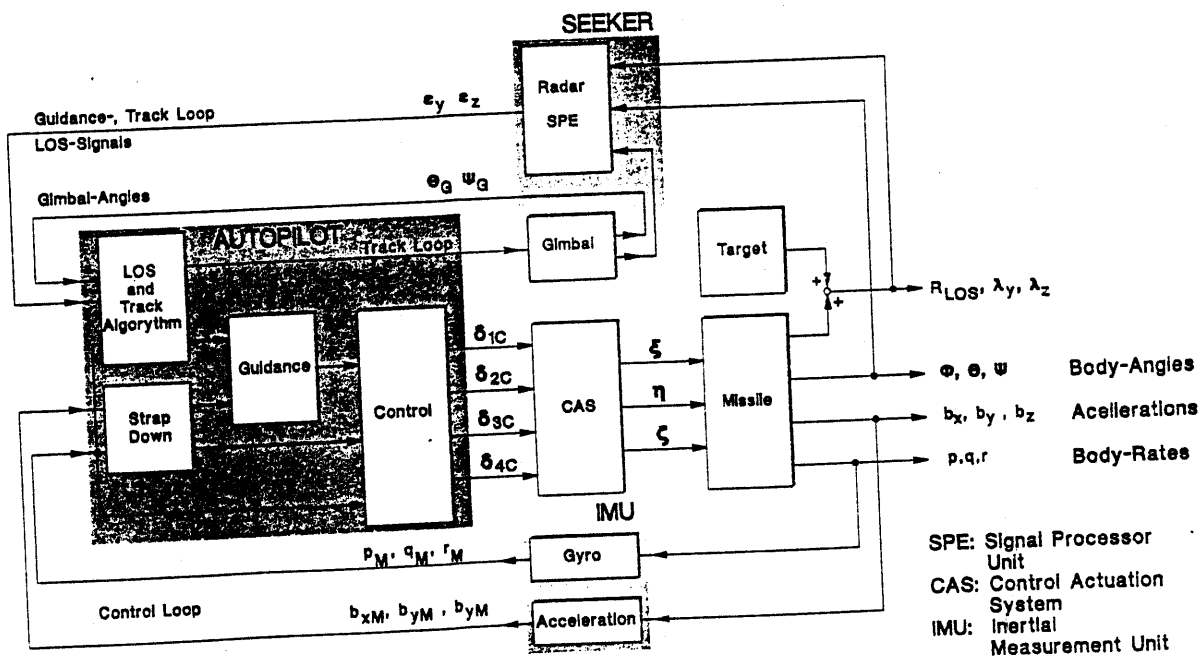 SEEKER
Radar
SPE
εy εz
Guidance-, Track Loop
LOS-Signals
Gimbal-Angles
ΘG ΨG
AUTOPILOT
Track Loop
Gimbal
Target
LOS
and
Track
Algorythm
+
+
RLOS, λy, λz
Guidance
Control
δ1C
δ2C
δ3C
δ4C
CAS
ξ
η
ζ
Missile
Φ, Θ, Ψ Body-Angles
bx, by , bz Acellerations
p,q,r Body-Rates
Strap
Down
IMU
pM, qM, rM
Gyro
Control Loop
bxM, byM , byM
Acceleration
SPE: Signal Processor
Unit
CAS: Control Actuation
System
IMU: Inertial
Measurement Unit